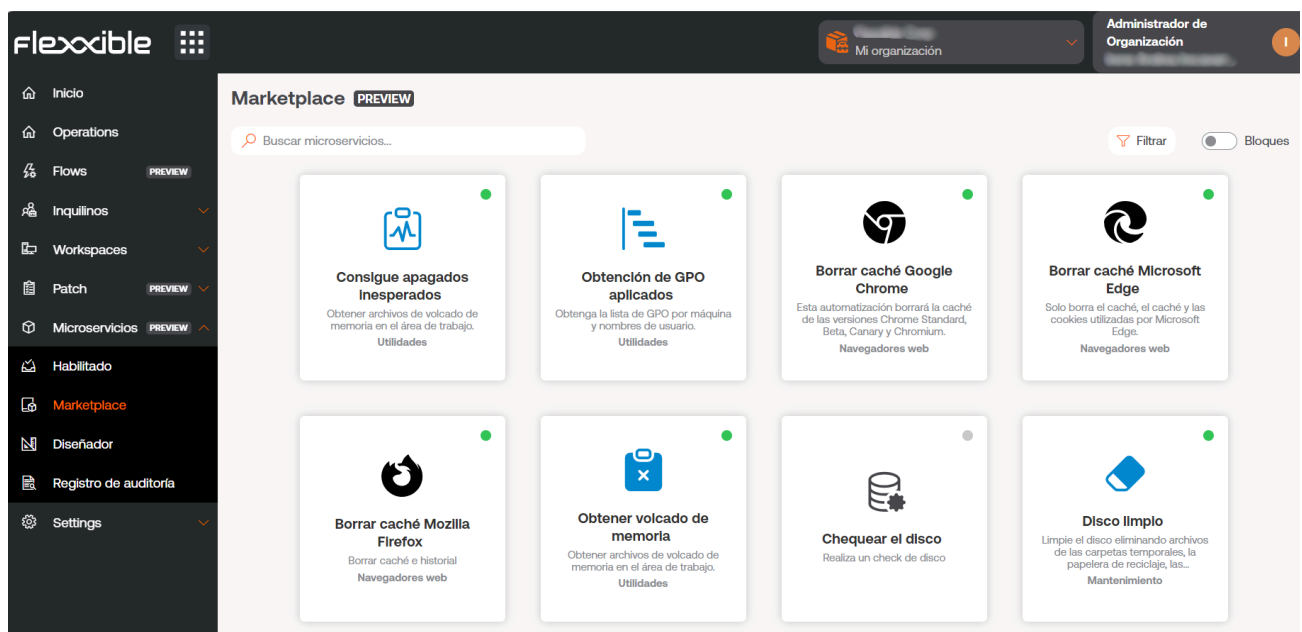 Flexxible
Mi organización
Administrador de
Organización
I
Inicio
Operations
Flows PREVIEW
Inquilinos
Workspaces
Patch PREVIEW
Microservicios PREVIEW
Habilitado
Marketplace
Diseñador
Registro de auditoría
Settings
Marketplace PREVIEW
Buscar microservicios...
Filtrar
Bloques
Consigue apagados
inesperados
Obtener archivos de volcado de
memoria en el área de trabajo.
Utilidades
Obtención de GPO
aplicados
Obtenga la lista de GPO por máquina
y nombres de usuario.
Utilidades
Borrar caché Google
Chrome
Esta automatización borrará la caché
de las versiones Chrome Standard,
Beta, Canary y Chromium.
Navegadores web
Borrar caché Microsoft
Edge
Solo borra el caché, el caché y las
cookies utilizadas por Microsoft
Edge.
Navegadores web
Borrar caché Mozilla
Firefox
Borrar caché e historial
Navegadores web
Obtener volcado de
memoria
Obtener archivos de volcado de
memoria en el área de trabajo.
Utilidades
Chequear el disco
Realiza un check de disco
Disco limpio
Limpie el disco eliminando archivos
de las carpetas temporales, la
papelera de reciclaje, las...
Mantenimiento